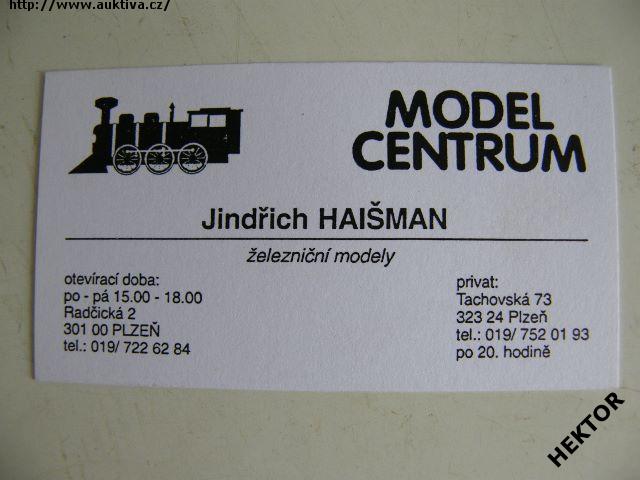 http://www.auktiva.cz/
MODEL
CENTRUM
Jindřich HAIŠMAN
železniční modely
otevírací doba:
po - pá 15.00 - 18.00
Radčická 2
301 00 PLZEŇ
tel.: 019/ 722 62 84
privat:
Tachovská 73
323 24 Plzeň
tel.: 019/ 752 01 93
po 20. hodině
HEKTOR